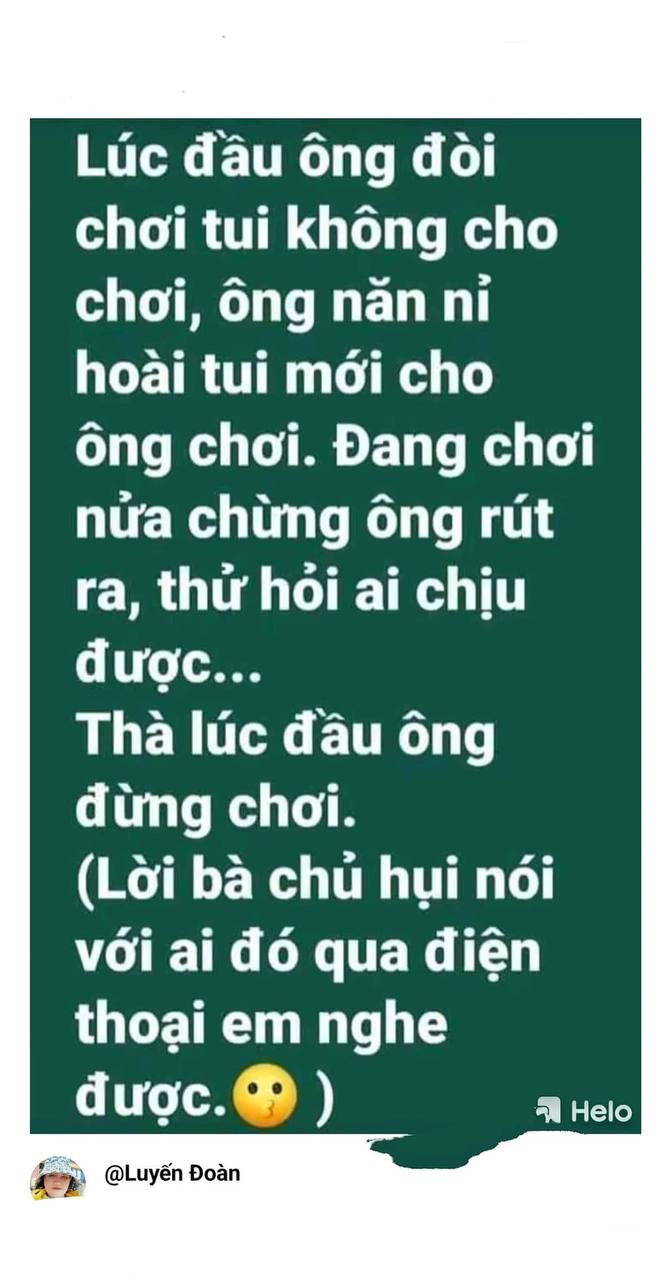 Lúc đầu ông đòi
chơi tui không cho
chơi, ông năn nỉ
hoài tui mới cho
ông chơi. Đang chơi
nửa chừng ông rút
ra, thử hỏi ai chịu
được...
Thà lúc đầu ông
đừng chơi.
(Lời bà chủ hụi nói
với ai đó qua điện
thoại em nghe
được.😗 )
Helo
@Luyến Đoàn